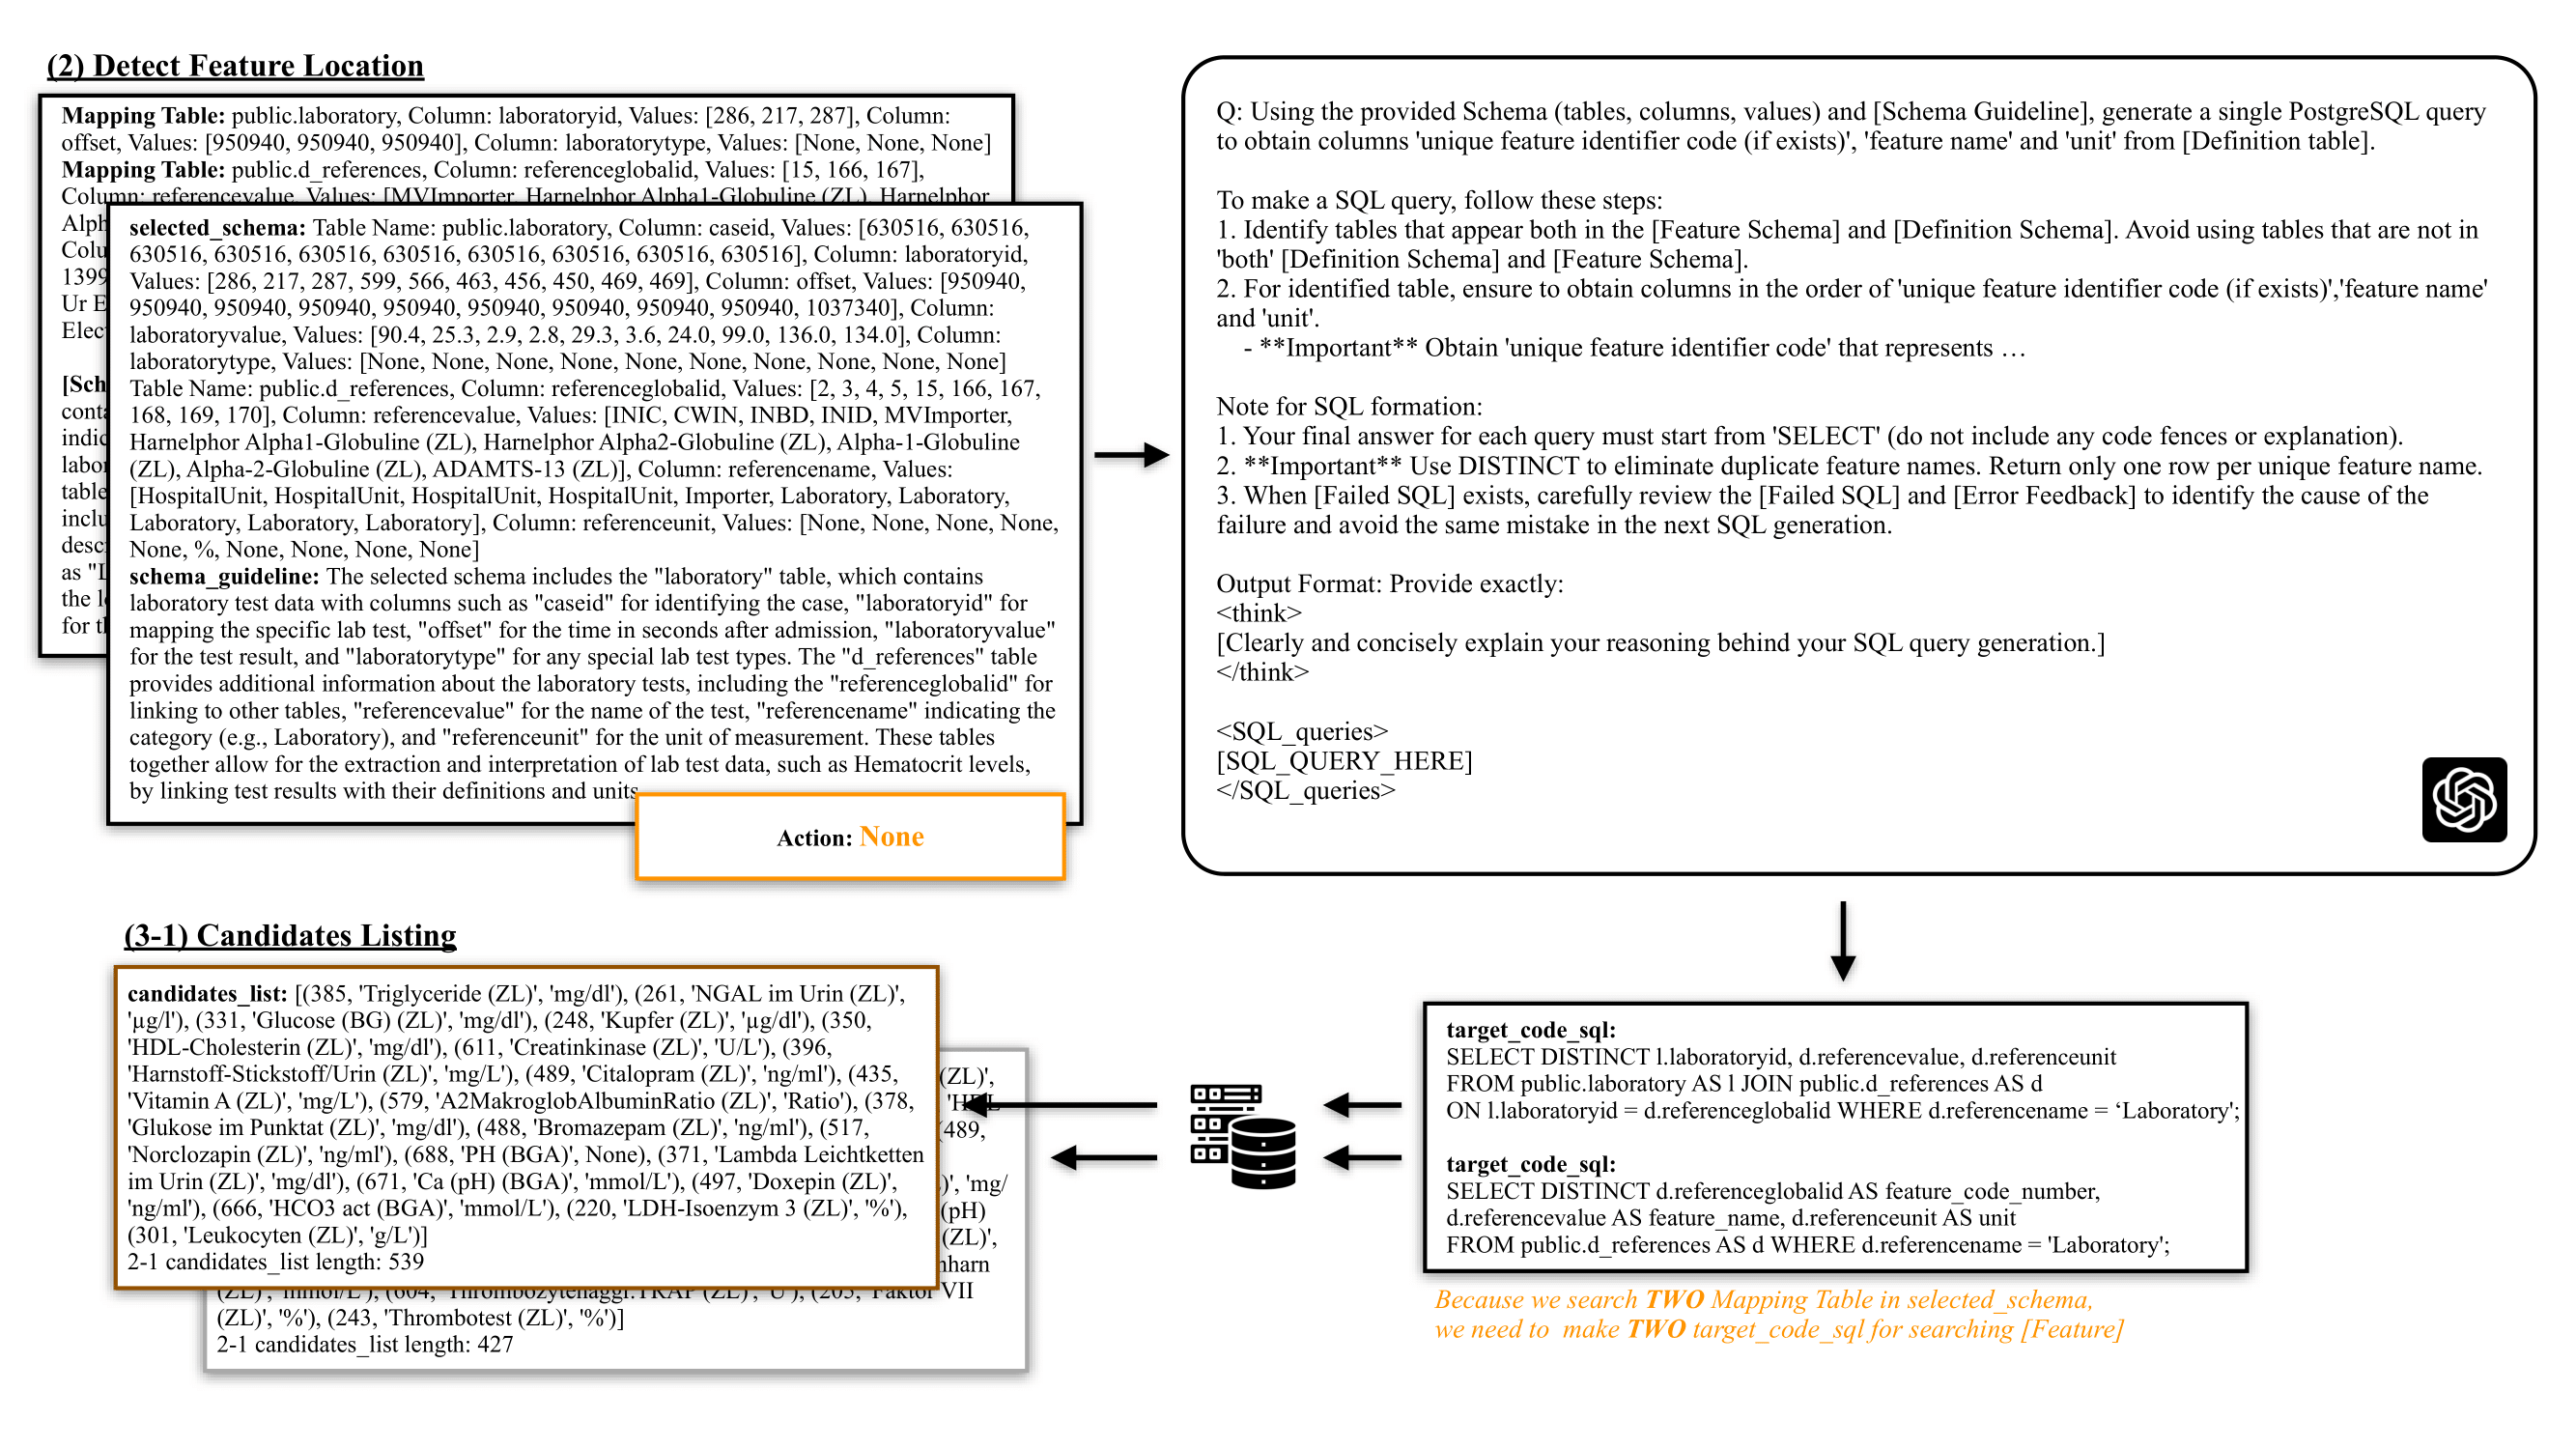 (2) Detect Feature Location
Mapping Table: public.laboratory, Column: laboratoryid, Values: [286, 217, 287], Column:
offset, Values: [950940, 950940, 950940], Column: laboratorytype, Values: [None, None, None]
Mapping Table: public.d_references, Column: referenceglobalid, Values: [15, 166, 167],
Column: referencevalue, Values: [MVImporter, Harnelphor Alpha1-Globuline (ZL), Harnelphor
1399
Ur E
[Sch
selected_schema: Table Name: public.laboratory, Column: caseid, Values: [630516, 630516,
630516, 630516, 630516, 630516, 630516, 630516, 630516, 630516], Column: laboratoryid,
Values: [286, 217, 287, 599, 566, 463, 456, 450, 469, 469], Column: offset, Values: [950940,
950940, 950940, 950940, 950940, 950940, 950940, 950940, 950940, 1037340], Column:
laboratoryvalue, Values: [90.4, 25.3, 2.9, 2.8, 29.3, 3.6, 24.0, 99.0, 136.0, 134.0], Column:
laboratorytype, Values: [None, None, None, None, None, None, None, None, None, None]
Table Name: public.d_references, Column: referenceglobalid, Values: [2, 3, 4, 5, 15, 166, 167,
168, 169, 170], Column: referencevalue, Values: [INIC, CWIN, INBD, INID, MVImporter,
Harnelphor Alpha1-Globuline (ZL), Harnelphor Alpha2-Globuline (ZL), Alpha-1-Globuline
(ZL), Alpha-2-Globuline (ZL), ADAMTS-13 (ZL)], Column: referencename, Values:
[HospitalUnit, HospitalUnit, HospitalUnit, HospitalUnit, Importer, Laboratory, Laboratory,
Laboratory, Laboratory, Laboratory], Column: referenceunit, Values: [None, None, None, None,
None, %, None, None, None, None]
schema_guideline: The selected schema includes the "laboratory" table, which contains
laboratory test data with columns such as "caseid" for identifying the case, "laboratoryid" for
mapping the specific lab test, "offset" for the time in seconds after admission, "laboratoryvalue"
for the test result, and "laboratorytype" for any special lab test types. The "d_references" table
provides additional information about the laboratory tests, including the "referenceglobalid" for
linking to other tables, "referencevalue" for the name of the test, "referencename" indicating the
category (e.g., Laboratory), and "referenceunit" for the unit of measurement. These tables
together allow for the extraction and interpretation of lab test data, such as Hematocrit levels,
by linking test results with their definitions and units
Action: None
Q: Using the provided Schema (tables, columns, values) and [Schema Guideline], generate a single PostgreSQL query
to obtain columns 'unique feature identifier code (if exists)', 'feature name' and 'unit' from [Definition table].
To make a SQL query, follow these steps:
1. Identify tables that appear both in the [Feature Schema] and [Definition Schema]. Avoid using tables that are not in
'both' [Definition Schema] and [Feature Schema].
2. For identified table, ensure to obtain columns in the order of 'unique feature identifier code (if exists)','feature name'
and 'unit'.
- **Important** Obtain 'unique feature identifier code' that represents …
Note for SQL formation:
1. Your final answer for each query must start from 'SELECT' (do not include any code fences or explanation).
2. **Important** Use DISTINCT to eliminate duplicate feature names. Return only one row per unique feature name.
3. When [Failed SQL] exists, carefully review the [Failed SQL] and [Error Feedback] to identify the cause of the
failure and avoid the same mistake in the next SQL generation.
Output Format: Provide exactly:
<think>
[Clearly and concisely explain your reasoning behind your SQL query generation.]
</think>
<SQL_queries>
[SQL_QUERY_HERE]
</SQL_queries>
(3-1) Candidates Listing
candidates_list: [(385, 'Triglyceride (ZL)', 'mg/dl'), (261, 'NGAL im Urin (ZL)',
'µg/l'), (331, 'Glucose (BG) (ZL)', 'mg/dl'), (248, 'Kupfer (ZL)', 'µg/dl'), (350,
'HDL-Cholesterin (ZL)', 'mg/dl'), (611, 'Creatinkinase (ZL)', 'U/L'), (396,
'Harnstoff-Stickstoff/Urin (ZL)', 'mg/L'), (489, 'Citalopram (ZL)', 'ng/ml'), (435,
'Vitamin A (ZL)', 'mg/L'), (579, 'A2MakroglobAlbuminRatio (ZL)', 'Ratio'), (378,
'Glukose im Punktat (ZL)', 'mg/dl'), (488, 'Bromazepam (ZL)', 'ng/ml'), (517,
'Norclozapin (ZL)', 'ng/ml'), (688, 'PH (BGA)', None), (371, 'Lambda Leichtketten
im Urin (ZL)', 'mg/dl'), (671, 'Ca (pH) (BGA)', 'mmol/L'), (497, 'Doxepin (ZL)',
'ng/ml'), (666, 'HCO3 act (BGA)', 'mmol/L'), (220, 'LDH-Isoenzym 3 (ZL)', '%'),
(301, 'Leukocyten (ZL)', 'g/L')]
2-1 candidates_list length: 539
(ZL)',
(489,
)', 'mg/
(pH)
(ZL)',
nharn
(ZL)', 'mmol/L'), (604, 'Thrombozytenaggr.TRAP (ZL)', 'U'), (205, 'Faktor VII
(ZL)', '%'), (243, 'Thrombotest (ZL)', '%')]
2-1 candidates_list length: 427
target_code_sql:
SELECT DISTINCT l.laboratoryid, d.referencevalue, d.referenceunit
FROM public.laboratory AS l JOIN public.d_references AS d
ON l.laboratoryid = d.referenceglobalid WHERE d.referencename = ‘Laboratory';
target_code_sql:
SELECT DISTINCT d.referenceglobalid AS feature_code_number,
d.referencevalue AS feature_name, d.referenceunit AS unit
FROM public.d_references AS d WHERE d.referencename = 'Laboratory';
Because we search TWO Mapping Table in selected_schema,
we need to make TWO target_code_sql for searching [Feature]